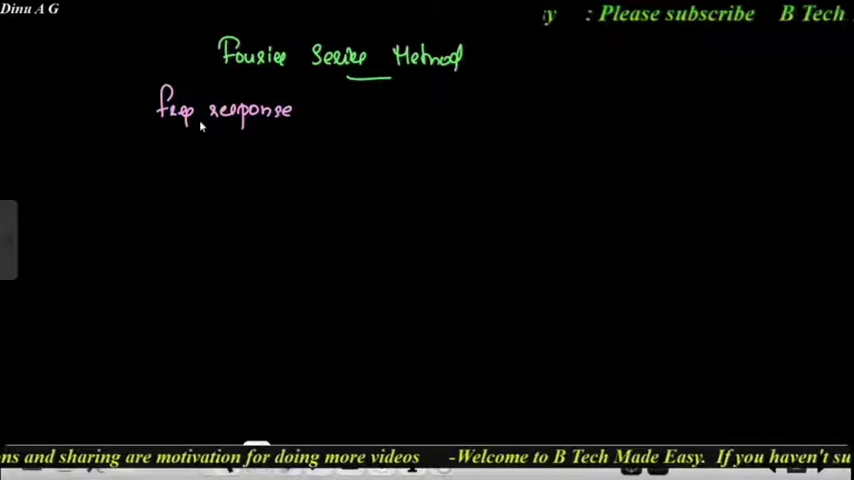 Dinu A G
y : Please subscribe B Tech
Fourier Series Method
freq response
ns and sharing are motivation for doing more videos -Welcome to B Tech Made Easy. If you haven't su